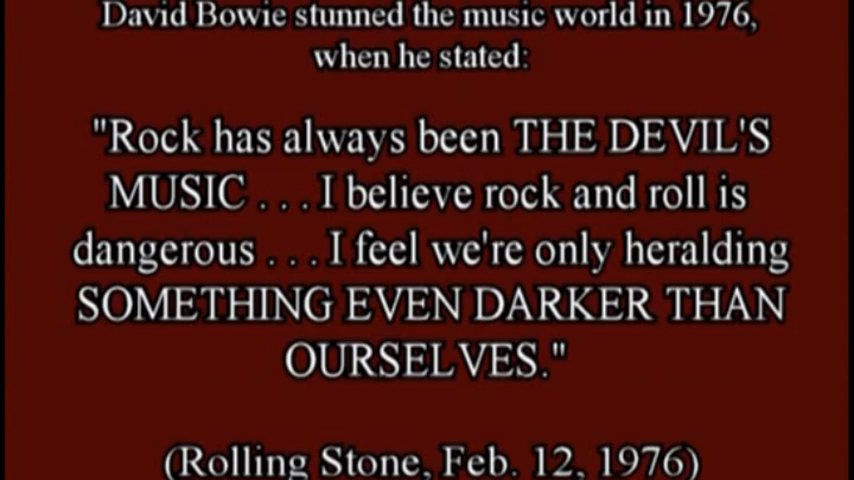 David Bowie stunned the music world in 1976,
when he stated:
"Rock has always been THE DEVIL'S
MUSIC . . . I believe rock and roll is
dangerous . . . I feel we're only heralding
SOMETHING EVEN DARKER THAN
OURSELVES."
(Rolling Stone, Feb. 12, 1976)